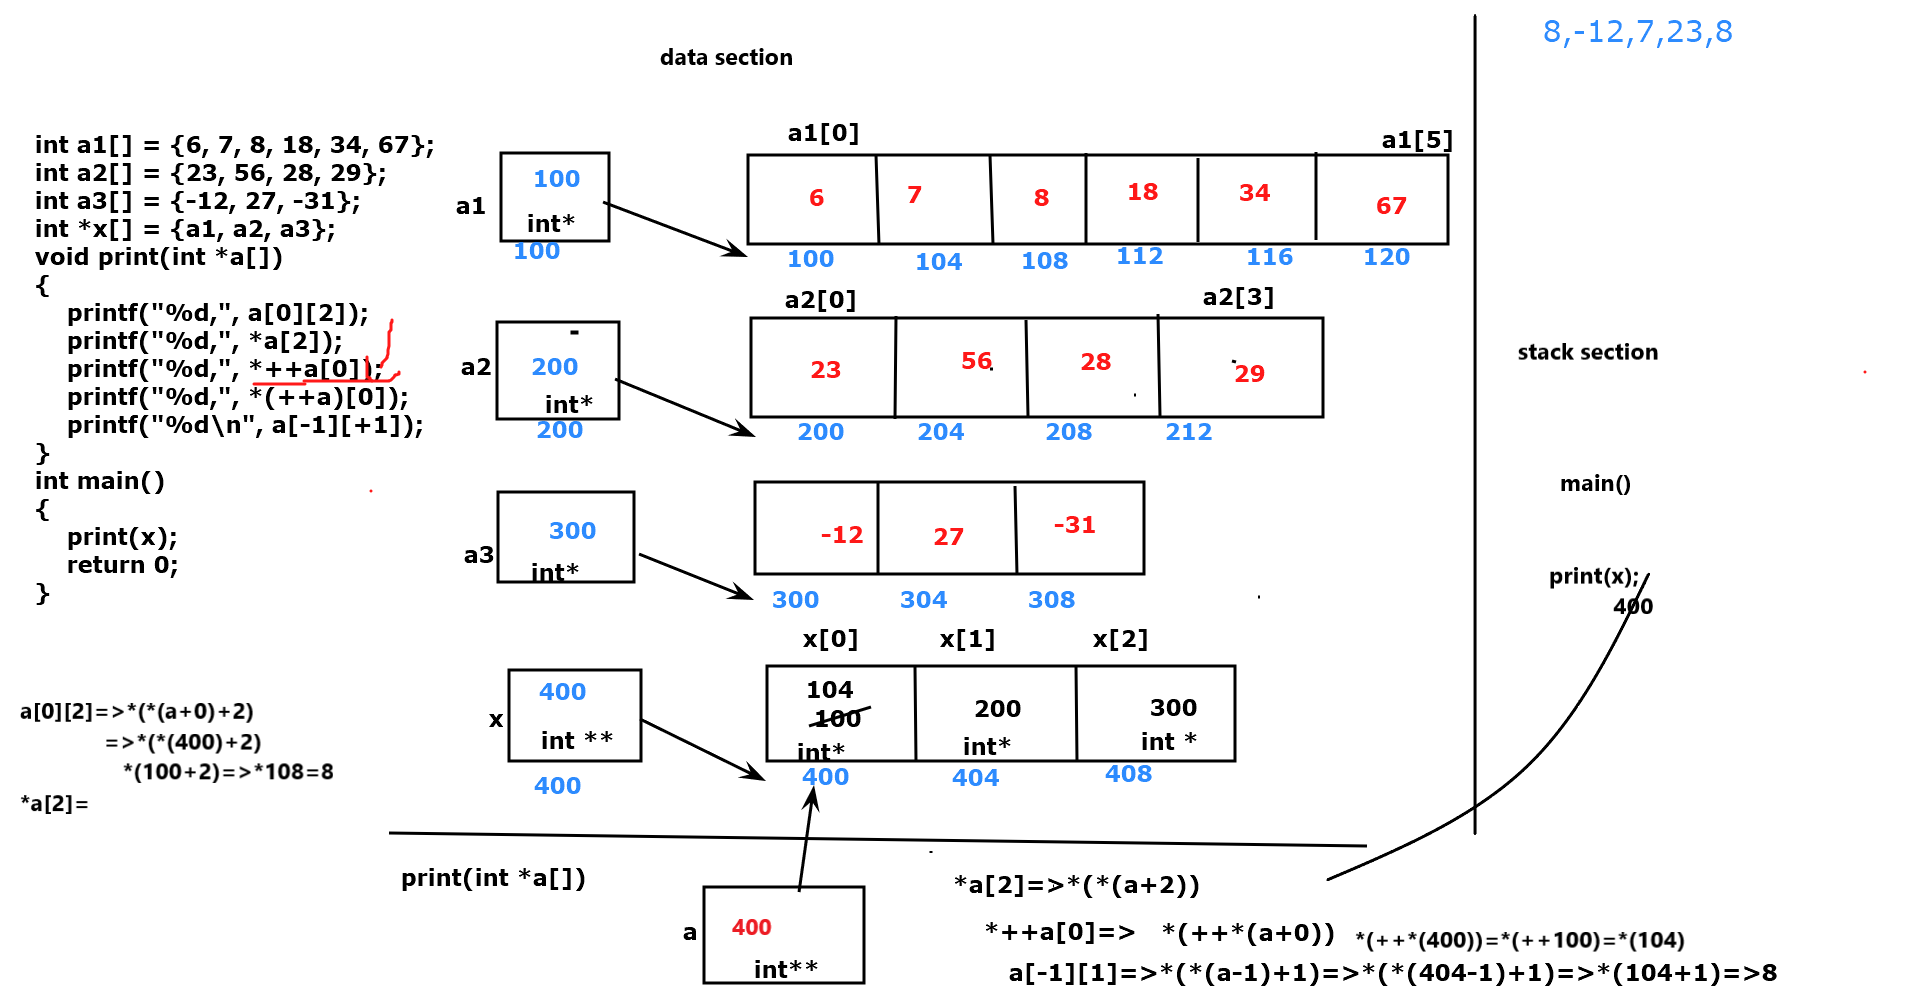 8,-12,7,23,8
data section
int a1[] = {6, 7, 8, 18, 34, 67};
int a2[] = {23, 56, 28, 29};
int a3[] = {-12, 27, -31};
int *x[] = {a1, a2, a3};
void print(int *a[])
{
printf("%d,", a[0][2]);
printf("%d,", *a[2]);
printf("%d,", *++a[0]);
printf("%d,", *(++a)[0]);
printf("%d\n", a[-1][+1]);
}
int main()
{
print(x);
return 0;
}
a[0][2]=>*(*(a+0)+2)
=>*(*(400)+2)
*(100+2)=>*108=8
*a[2]=
a1[0] a1[5]
a1
100
int*
100
6 7 8 18 34 67
100 104 108 112 116 120
a2[0] a2[3]
a2
200
int*
200
23 56 28 29
200 204 208 212
a3
300
int*
-12 27 -31
300 304 308
x[0] x[1] x[2]
x
400
int **
400
104
100 200 300
int* int* int *
400 404 408
stack section
main()
print(x);
400
print(int *a[])
a
400
int**
*a[2]=>*(*(a+2))
*++a[0]=> *(++*(a+0)) *(++*(400))=*(++100)=*(104)
a[-1][1]=>*(*(a-1)+1)=>*(*(404-1)+1)=>*(104+1)=>8